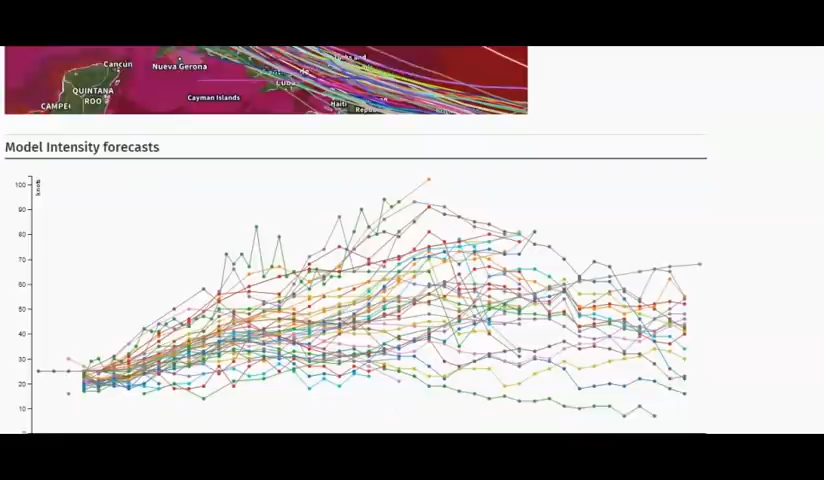 Cancún
Nueva Gerona
QUINTANA
ROO
CAMPE
Cayman Islands
Haiti
Model Intensity forecasts
knots
100
90
80
70
60
50
40
30
20
10